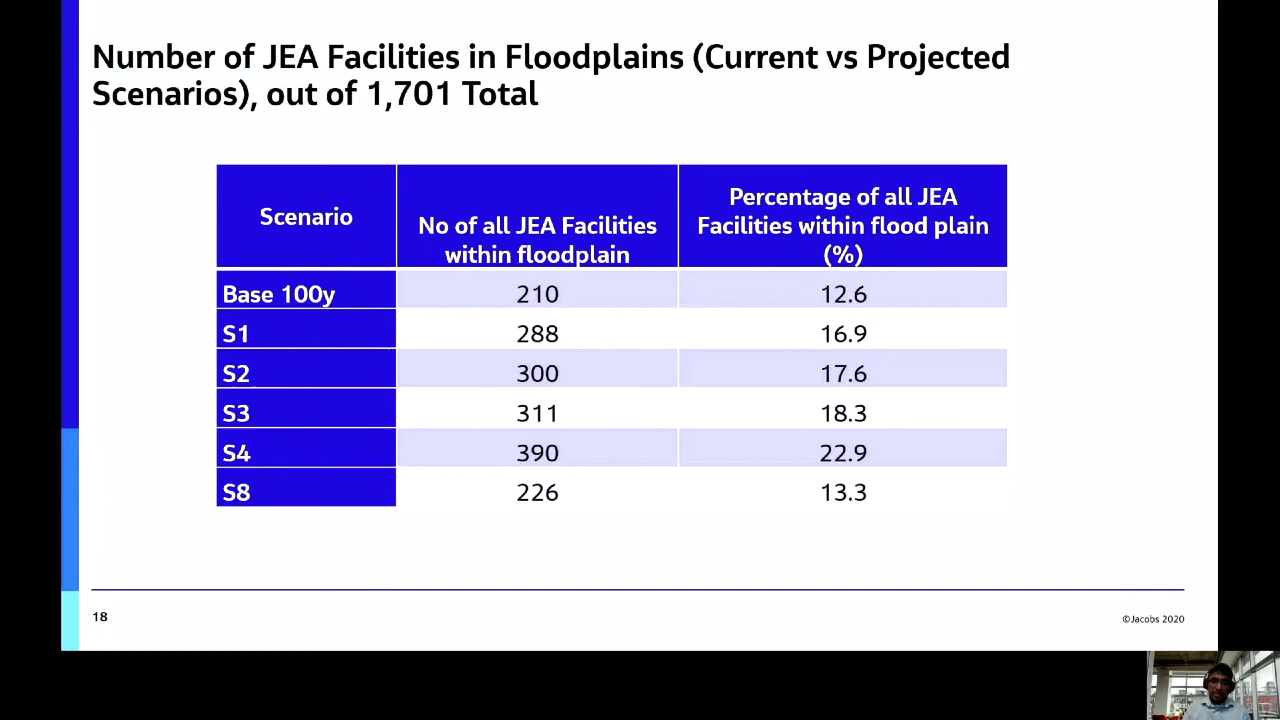 Number of JEA Facilities in Floodplains (Current vs Projected
Scenarios), out of 1,701 Total
Scenario
No of all JEA Facilities
within floodplain
Percentage of all JEA
Facilities within flood plain
(%)
Base 100y 210 12.6
S1 288 16.9
S2 300 17.6
S3 311 18.3
S4 390 22.9
S8 226 13.3
18
©Jacobs 2020